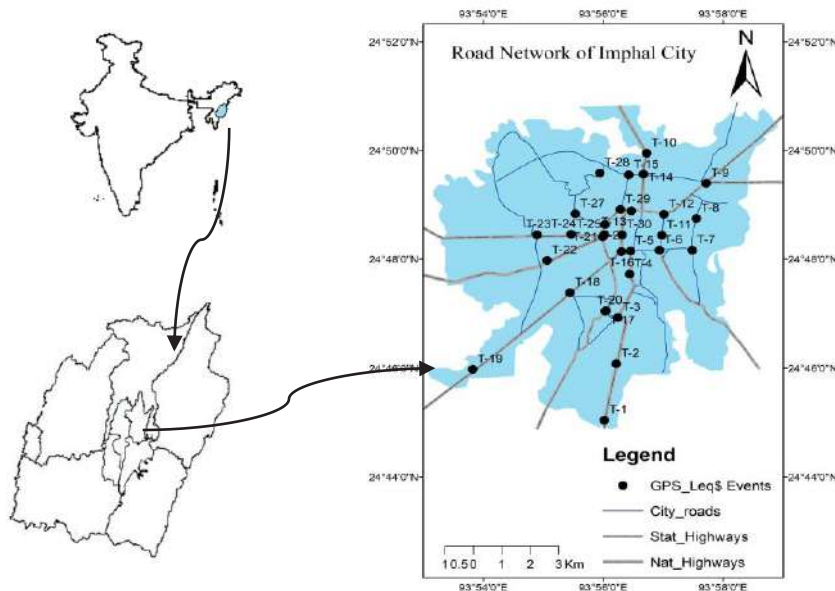 93°54'0"E 93°56'0"E 93°58'0"E
24°52'0"N 24°52'0"N
Road Network of Imphal City
N
24°50'0"N 24°50'0"N
T-10
T-28 T-15
T-14 T-9
T-27 T-29 T-12 T-8
T-23 T-24 T-25 T-13 T-30 T-11
T-21 T-5 T-6 T-7
24°48'0"N 24°48'0"N
T-22 T-16 T-4
T-18
T-20 T-3
17
T-2
24°46'0"N 24°46'0"N
T-19
T-1
Legend
24°44'0"N 24°44'0"N
GPS_Leq$ Events
City_roads
Stat_Highways
Nat_Highways
10.50 1 2 3 Km
93°54'0"E 93°56'0"E 93°58'0"E